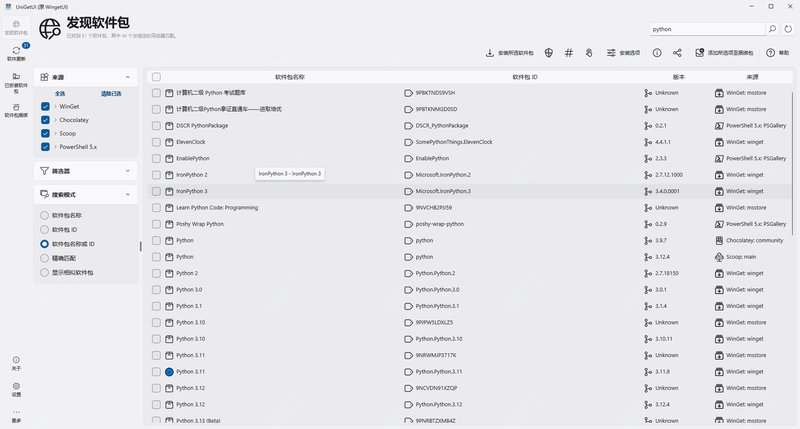 UniGetUI (原 WingetUI)
发现软件包
发现软件包
已找到 61 个软件包，其中 46 个与指定的筛选器匹配。
python
21
软件更新
已安装软件包
软件包捆绑
安装所选软件包
安装选项
添加所选项至捆绑包
帮助
来源
全选
清除已选
WinGet
Chocolatey
Scoop
PowerShell 5.x
筛选器
搜索模式
软件包名称
软件包 ID
软件包名称或 ID
精确匹配
显示相似软件包
关于
设置
更多
软件包名称 软件包 ID 版本 来源
计算机二级 Python 考试题库 9P8KTNDS9VSH Unknown WinGet: msstore
计算机二级Python拿证直通车——进取培优 9PBTKNMGD0SD Unknown WinGet: msstore
DSCR PythonPackage DSCR_PythonPackage 0.2.1 PowerShell 5.x: PSGallery
ElevenClock SomePythonThings.ElevenClock 4.4.1.1 WinGet: winget
EnablePython EnablePython 2.3.3 PowerShell 5.x: PSGallery
IronPython 2 Microsoft.IronPython.2 2.7.12.1000 WinGet: winget
IronPython 3 - IronPython 3
IronPython 3 Microsoft.IronPython.3 3.4.0.0001 WinGet: winget
Learn Python Code: Programming 9NVCHB2PJJ59 Unknown WinGet: msstore
Poshy Wrap Python poshy-wrap-python 0.2.9 PowerShell 5.x: PSGallery
Python python 3.9.7 Chocolatey: community
Python python 3.12.4 Scoop: main
Python 2 Python.Python.2 2.7.18150 WinGet: winget
Python 3.0 Python.Python.3.0 3.0.1 WinGet: winget
Python 3.1 Python.Python.3.1 3.1.4 WinGet: winget
Python 3.10 9PJPW5LDXLZ5 Unknown WinGet: msstore
Python 3.10 Python.Python.3.10 3.10.11 WinGet: winget
Python 3.11 9NRWMJP3717K Unknown WinGet: msstore
Python 3.11 Python.Python.3.11 3.11.9 WinGet: winget
Python 3.12 9NCVDN91XZQP Unknown WinGet: msstore
Python 3.12 Python.Python.3.12 3.12.4 WinGet: winget
Python 3.13 (Beta) 9PNRBTZXMB4Z Unknown WinGet: msstore